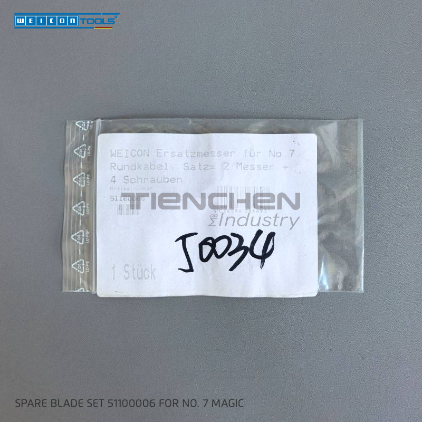 WEICON TOOLS
WEICON Ersatzmesser für No 7
Rundkabel, Satz= 2 Messer +
4 Schrauben
TIENCHEN
Industry
J0034
1 Stück
SPARE BLADE SET 51100006 FOR NO. 7 MAGIC